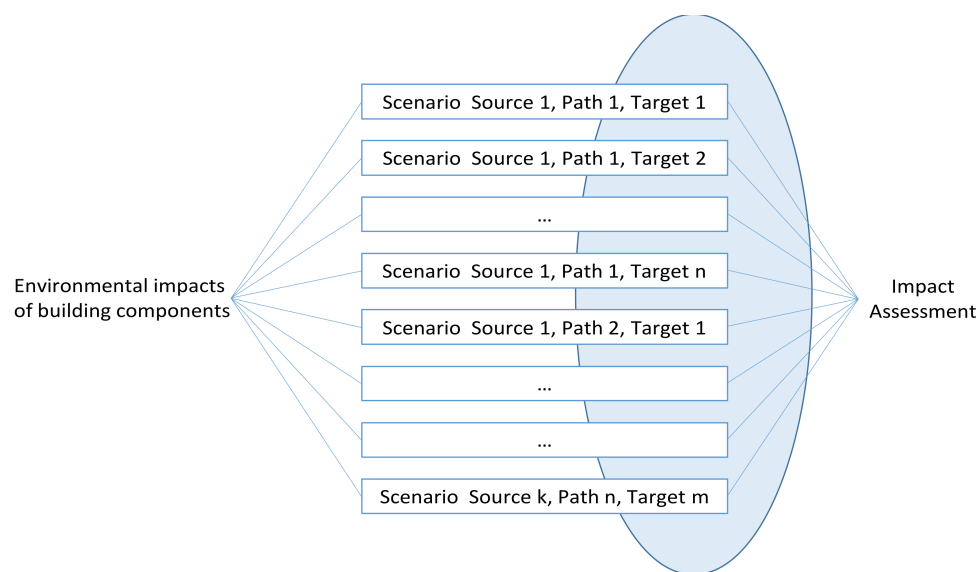 Scenario  Source 1, Path 1, Target 1
Scenario  Source 1, Path 1, Target 2
...
Scenario  Source 1, Path 1, Target n
Environmental impacts
of building components
Impact
Assessment
Scenario  Source 1, Path 2, Target 1
...
...
Scenario  Source k, Path n, Target m